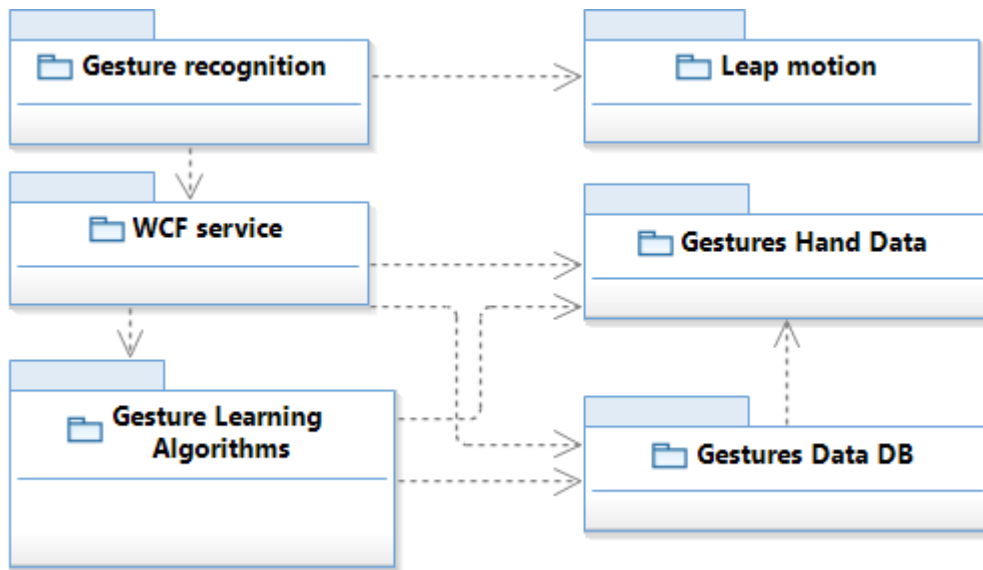 Gesture recognition
Leap motion
WCF service
Gestures Hand Data
Gesture Learning
Algorithms
Gestures Data DB